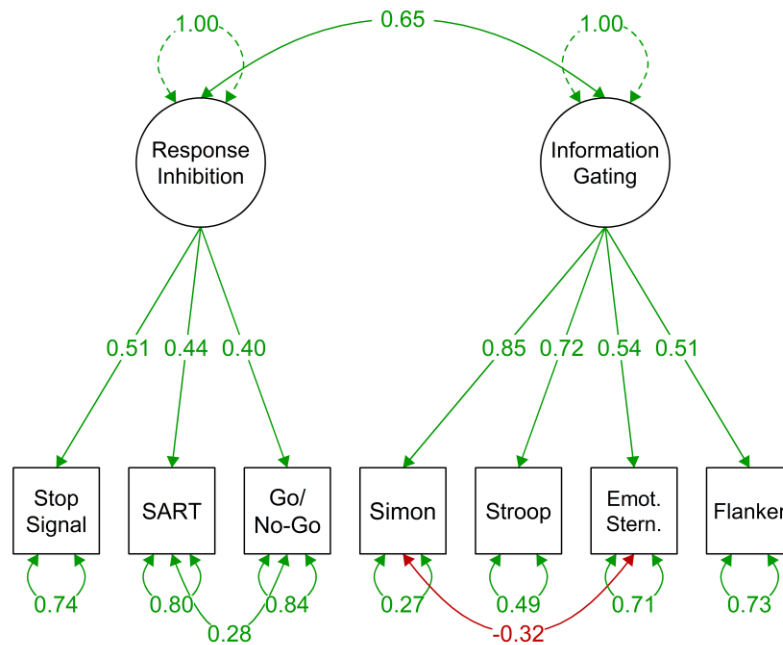 0.65
1.00 1.00
Response
Inhibition
Information
Gating
0.51 0.44 0.40 0.85 0.72 0.54 0.51
Stop
Signal
SART
Go/
No-Go
Simon
Stroop
Emot.
Stern.
Flanker
0.74 0.80 0.84 0.27 0.49 0.71 0.73
0.28 -0.32